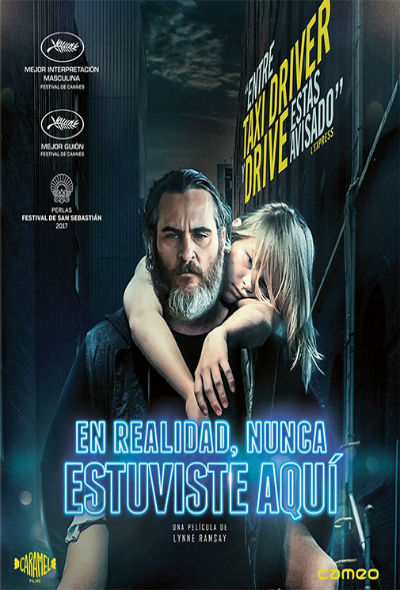 MEJOR INTERPRETACIÓN
MASCULINA
FESTIVAL DE CANNES
MEJOR GUIÓN
FESTIVAL DE CANNES
PERLAS
FESTIVAL DE SAN SEBASTIÁN
2017
"ENTRE
TAXI DRIVER
Y DRIVE
ESTÁS
AVISADO"
L'EXPRESS
EN REALIDAD, NUNCA
ESTUVISTE AQUÍ
UNA PELÍCULA DE
LYNNE RAMSAY
CARAMEL
FILMS
cameo